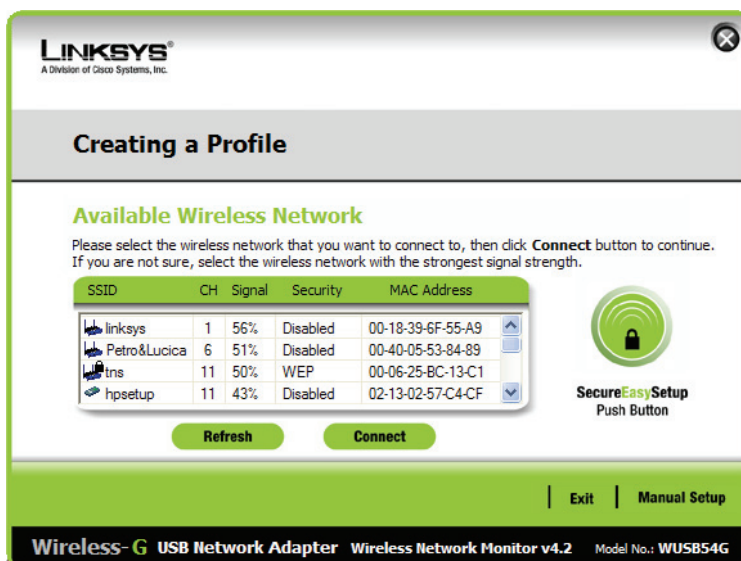 LINKSYS®
A Division of Cisco Systems, Inc.
Creating a Profile
Available Wireless Network
Please select the wireless network that you want to connect to, then click Connect button to continue.
If you are not sure, select the wireless network with the strongest signal strength.
SSID CH Signal Security MAC Address
linksys 1 56% Disabled 00-18-39-6F-55-A9
Petro&Lucica 6 51% Disabled 00-40-05-53-84-89
tns 11 50% WEP 00-06-25-BC-13-C1
hpsetup 11 43% Disabled 02-13-02-57-C4-CF
SecureEasySetup
Push Button
Refresh Connect
Exit Manual Setup
Wireless-G USB Network Adapter Wireless Network Monitor v4.2 Model No.: WUSB54G